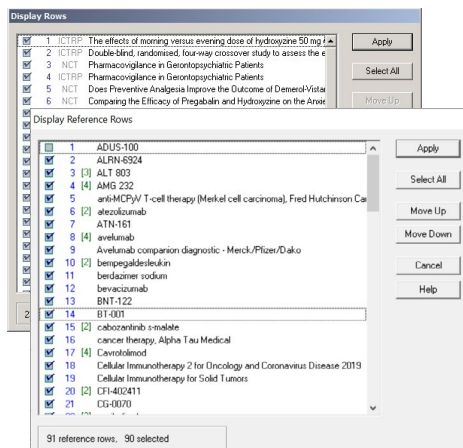 Display Rows
1 ICTRP The effects of morning versus evening dose of hydroxyzine 50 mg
2 ICTRP Double-blind, randomised, four-way crossover study to assess the e
3 NCT Pharmacovigilance in Gerontopsychiatric Patients
4 ICTRP Pharmacovigilance in Gerontopsychiatric Patients
5 NCT Does Preventive Analgesia Improve the Outcome of Demerol-Vistar
6 NCT Comparing the Efficacy of Pregabalin and Hydroxyzine on the Anxie
Apply
Select All
Move Up
2
Display Reference Rows
1 ADUS-100
2 ALRN-6924
3 [3] ALT 803
4 [4] AMG 232
5 anti-MCPyV T-cell therapy (Merkel cell carcinoma), Fred Hutchinson Ca
6 [2] atezolizumab
7 ATN-161
8 [4] avelumab
9 Avelumab companion diagnostic - Merck/Pfizer/Dako
10 [2] bempegaldesleukin
11 berdazimer sodium
12 bevacizumab
13 BNT-122
14 BT-001
15 [2] cabozantinib s-malate
16 cancer therapy, Alpha Tau Medical
17 [4] Cavrotolimod
18 Cellular Immunotherapy 2 for Oncology and Coronavirus Disease 2019
19 Cellular Immunotherapy for Solid Tumors
20 [2] CFI-402411
21 CG-0070
Apply
Select All
Move Up
Move Down
Cancel
Help
91 reference rows, 90 selected